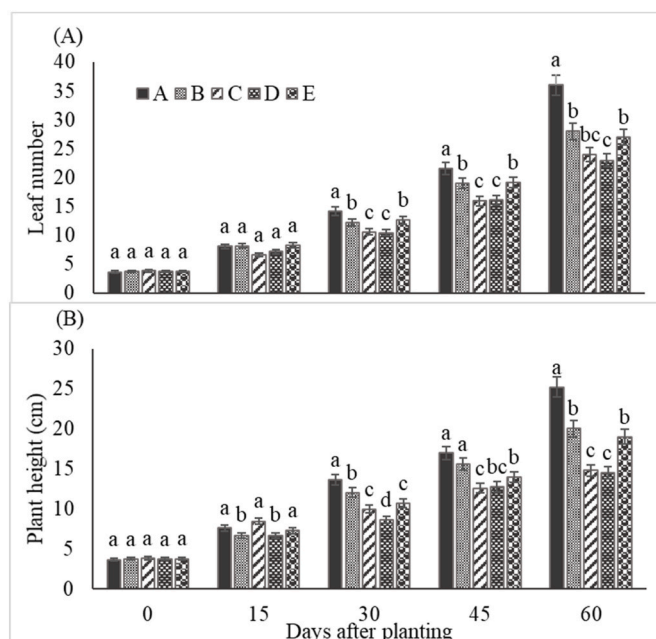 (A)
40
35
30
25
20
15
10
5
0
Leaf number
A B C D E
a a a a a
a a a a a
a b c c b
a b c c b
a b bc c b
(B)
30
25
20
15
10
5
0
Plant height (cm)
a a a a a
a b a b a
a b c d c
a a c bc b
a b c c b
0 15 30 45 60
Days after planting